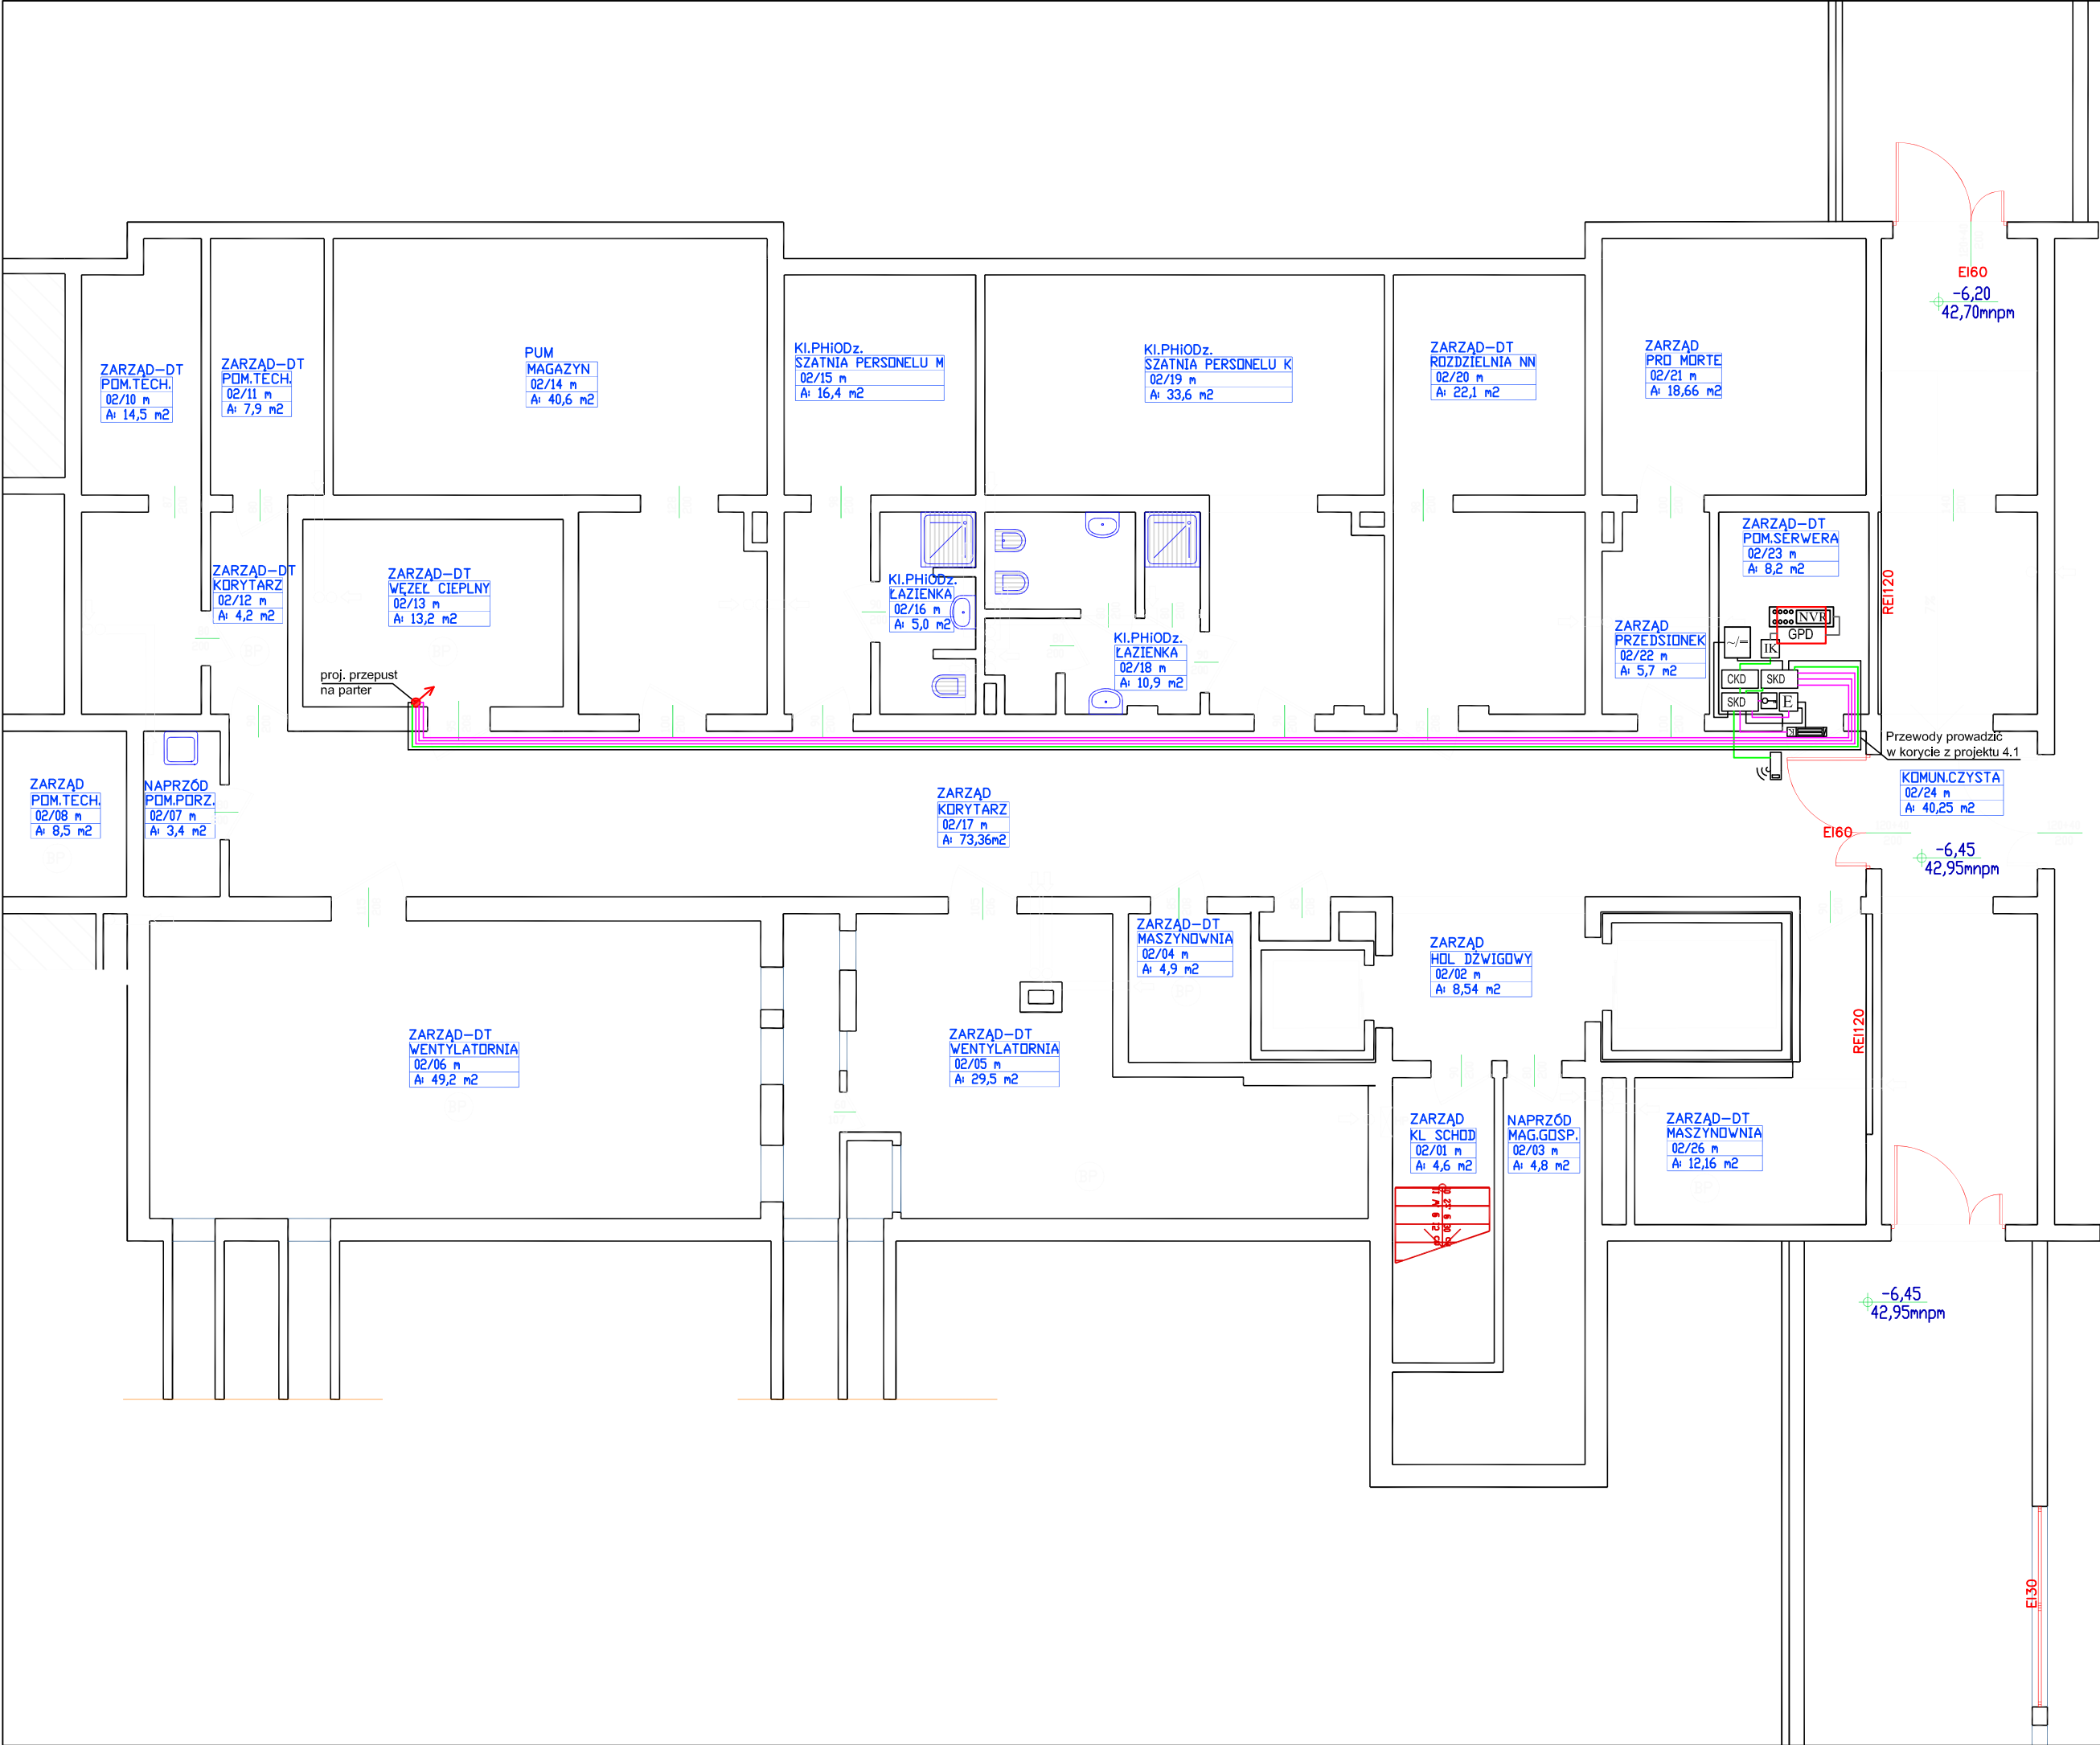 EI60
-6,20
42,70mnpm
ZARZĄD-DT
POM.TECH.
02/10 m
A: 14,5 m2
ZARZĄD-DT
POM.TECH.
02/11 m
A: 7,9 m2
PUM
MAGAZYN
02/14 m
A: 40,6 m2
Kl.PHiODz.
SZATNIA PERSONELU M
02/15 m
A: 16,4 m2
Kl.PHiODz.
SZATNIA PERSONELU K
02/19 m
A: 33,6 m2
ZARZĄD-DT
ROZDZIELNIA NN
02/20 m
A: 22,1 m2
ZARZĄD
PRO MORTE
02/21 m
A: 18,66 m2
ZARZĄD-DT
KORYTARZ
02/12 m
A: 4,2 m2
ZARZĄD-DT
WĘZEŁ CIEPLNY
02/13 m
A: 13,2 m2
Kl.PHiODz.
ŁAZIENKA
02/16 m
A: 5,0 m2
Kl.PHiODz.
ŁAZIENKA
02/18 m
A: 10,9 m2
ZARZĄD
PRZEDSIONEK
02/22 m
A: 5,7 m2
ZARZĄD-DT
POM.SERWERA
02/23 m
A: 8,2 m2
REI120
NVR
GPD
~/=
IK
CKD
SKD
SKD
E
proj. przepust
na parter
Przewody prowadzić
w korycie z projektu 4.1
ZARZĄD
POM.TECH.
02/08 m
A: 8,5 m2
NAPRZÓD
POM.PORZ.
02/07 m
A: 3,4 m2
ZARZĄD
KORYTARZ
02/17 m
A: 73,36m2
KOMUN.CZYSTA
02/24 m
A: 40,25 m2
EI60
-6,45
42,95mnpm
ZARZĄD-DT
MASZYNOWNIA
02/04 m
A: 4,9 m2
ZARZĄD
HOL DŹWIGOWY
02/02 m
A: 8,54 m2
REI120
ZARZĄD-DT
WENTYLATORNIA
02/06 m
A: 49,2 m2
ZARZĄD-DT
WENTYLATORNIA
02/05 m
A: 29,5 m2
ZARZĄD
KL SCHOD
02/01 m
A: 4,6 m2
NAPRZÓD
MAG.GOSP.
02/03 m
A: 4,8 m2
ZARZĄD-DT
MASZYNOWNIA
02/26 m
A: 12,16 m2
-6,45
42,95mnpm
EI30